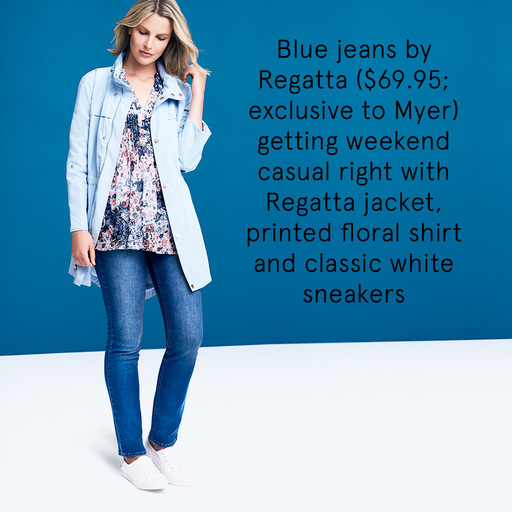 Blue jeans by
Regatta ($69.95;
exclusive to Myer)
getting weekend
casual right with
Regatta jacket,
printed floral shirt
and classic white
sneakers